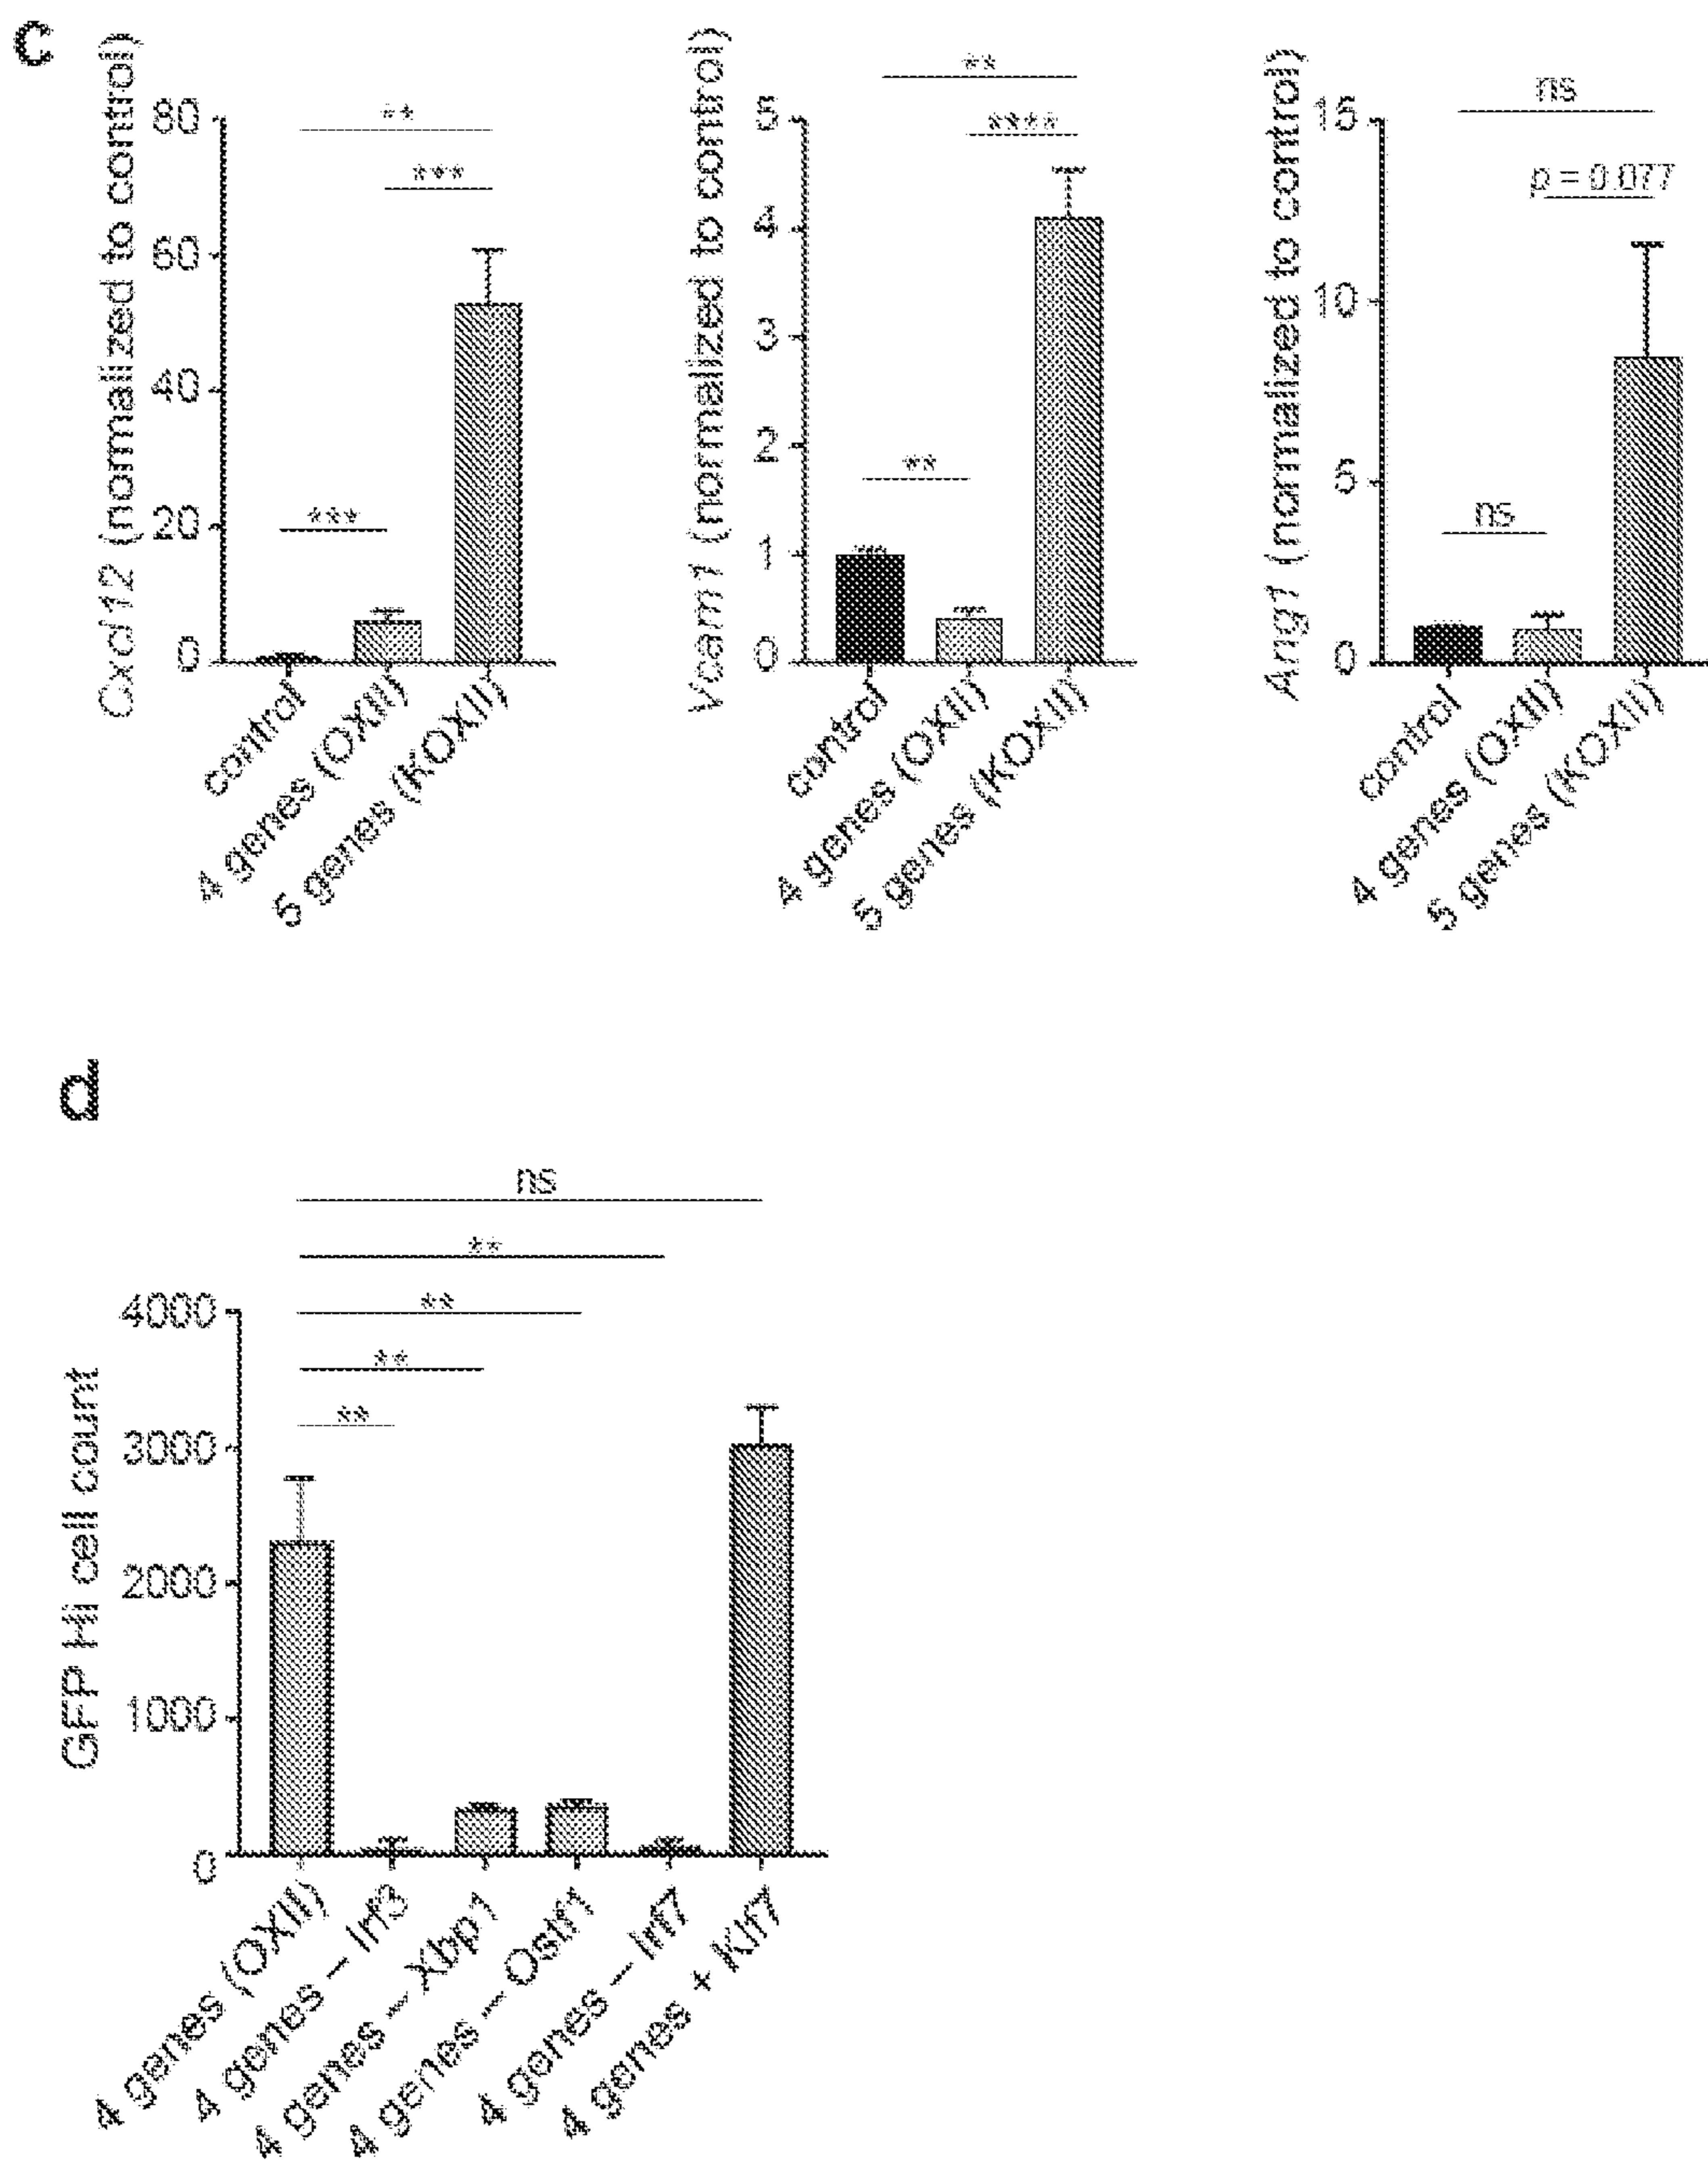 c
Cxcl12 (normalized to control)
80
60
40
20
0
**
***
***
control
4 genes (OXII)
5 genes (KOXII)
Vcam1 (normalized to control)
5
4
3
2
1
0
**
****
**
control
4 genes (OXII)
5 genes (KOXII)
Ang1 (normalized to control)
15
10
5
0
ns
p = 0.077
ns
control
4 genes (OXII)
5 genes (KOXII)
d
GFP Hi cell count
4000
3000
2000
1000
0
ns
**
**
**
**
4 genes (OXII)
4 genes – Irf3
4 genes – Xbp1
4 genes – Ostf1
4 genes – Irf7
4 genes + Klf7